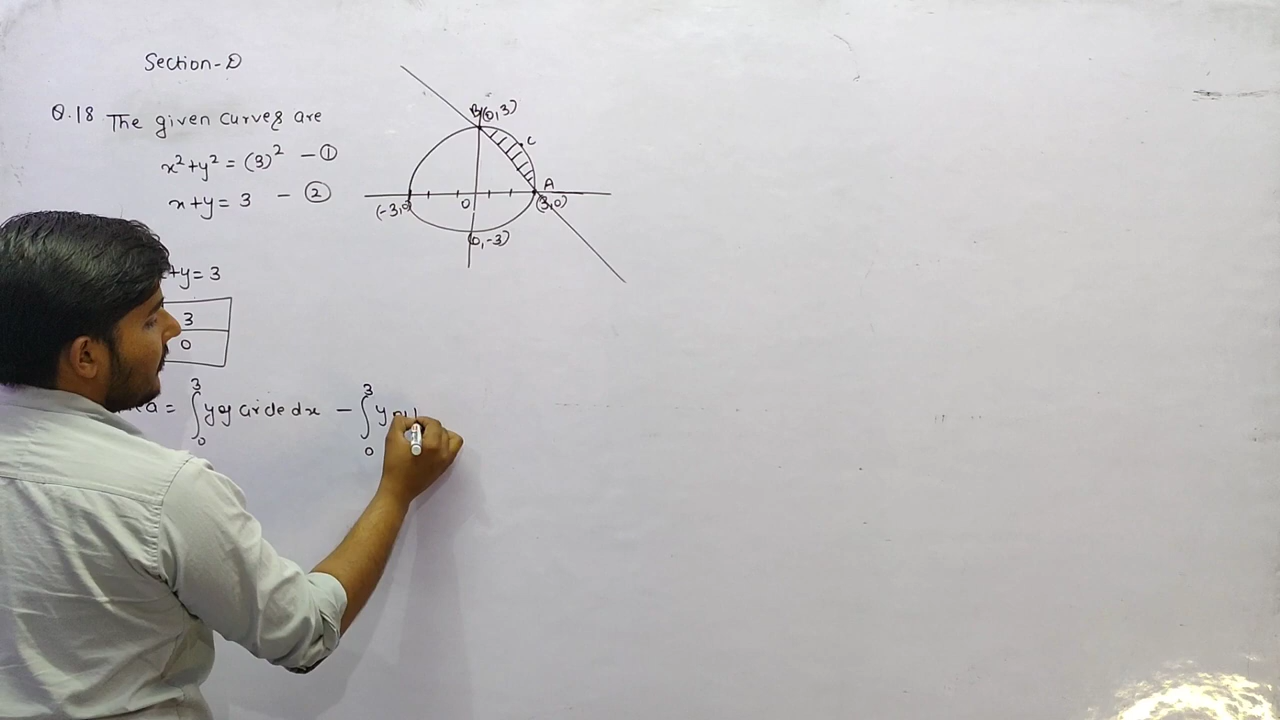 Section-D
Q.18 The given curves are
x²+y² = (3)² - ①
x+y = 3 - ②
B (0,3)
C
A
(-3,0)
O
(3,0)
(0,-3)
+y = 3
3
0
a = ∫₀³ y of circle dx - ∫₀³ y